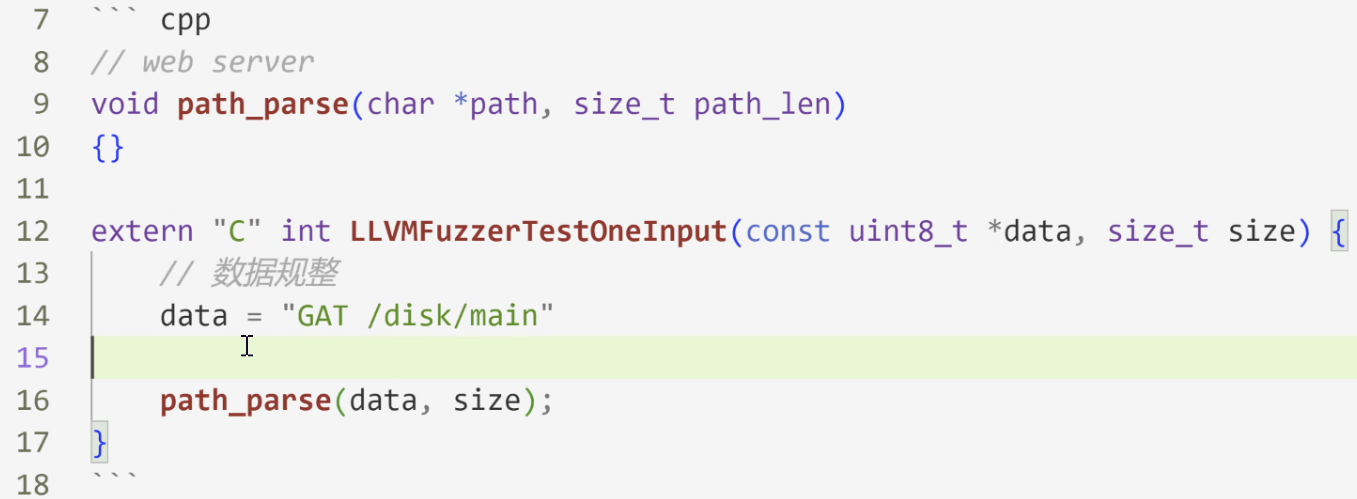 7 ``` cpp
8 // web server
9 void path_parse(char *path, size_t path_len)
10 {}
11
12 extern "C" int LLVMFuzzerTestOneInput(const uint8_t *data, size_t size) {
13 // 数据规整
14 data = "GAT /disk/main"
15
16 path_parse(data, size);
17 }
18 ```